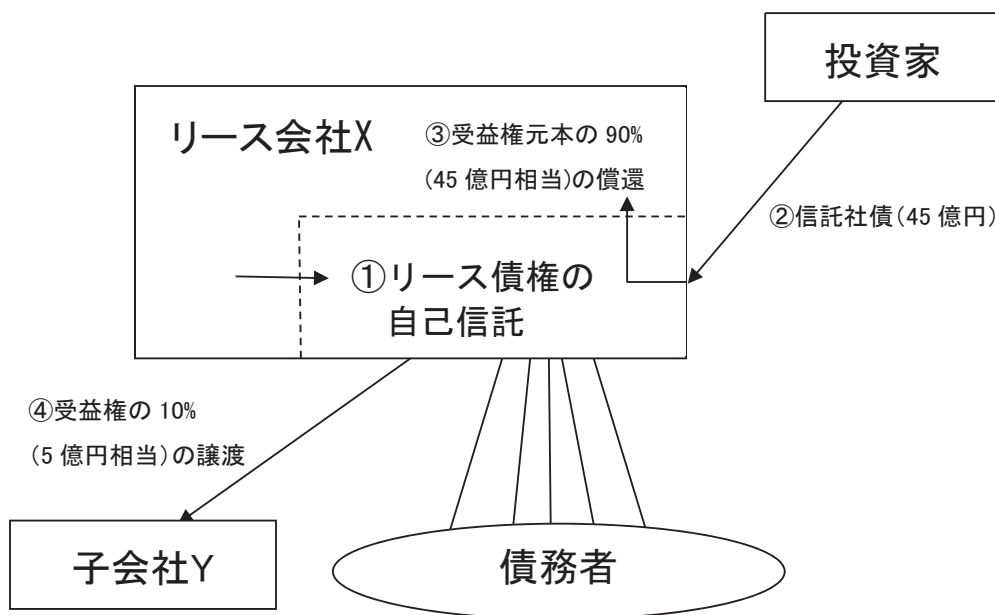 投資家
リース会社X
③受益権元本の 90%
(45 億円相当)の償還
②信託社債(45 億円)
①リース債権の
自己信託
④受益権の 10%
(5 億円相当)の譲渡
子会社Y
債務者